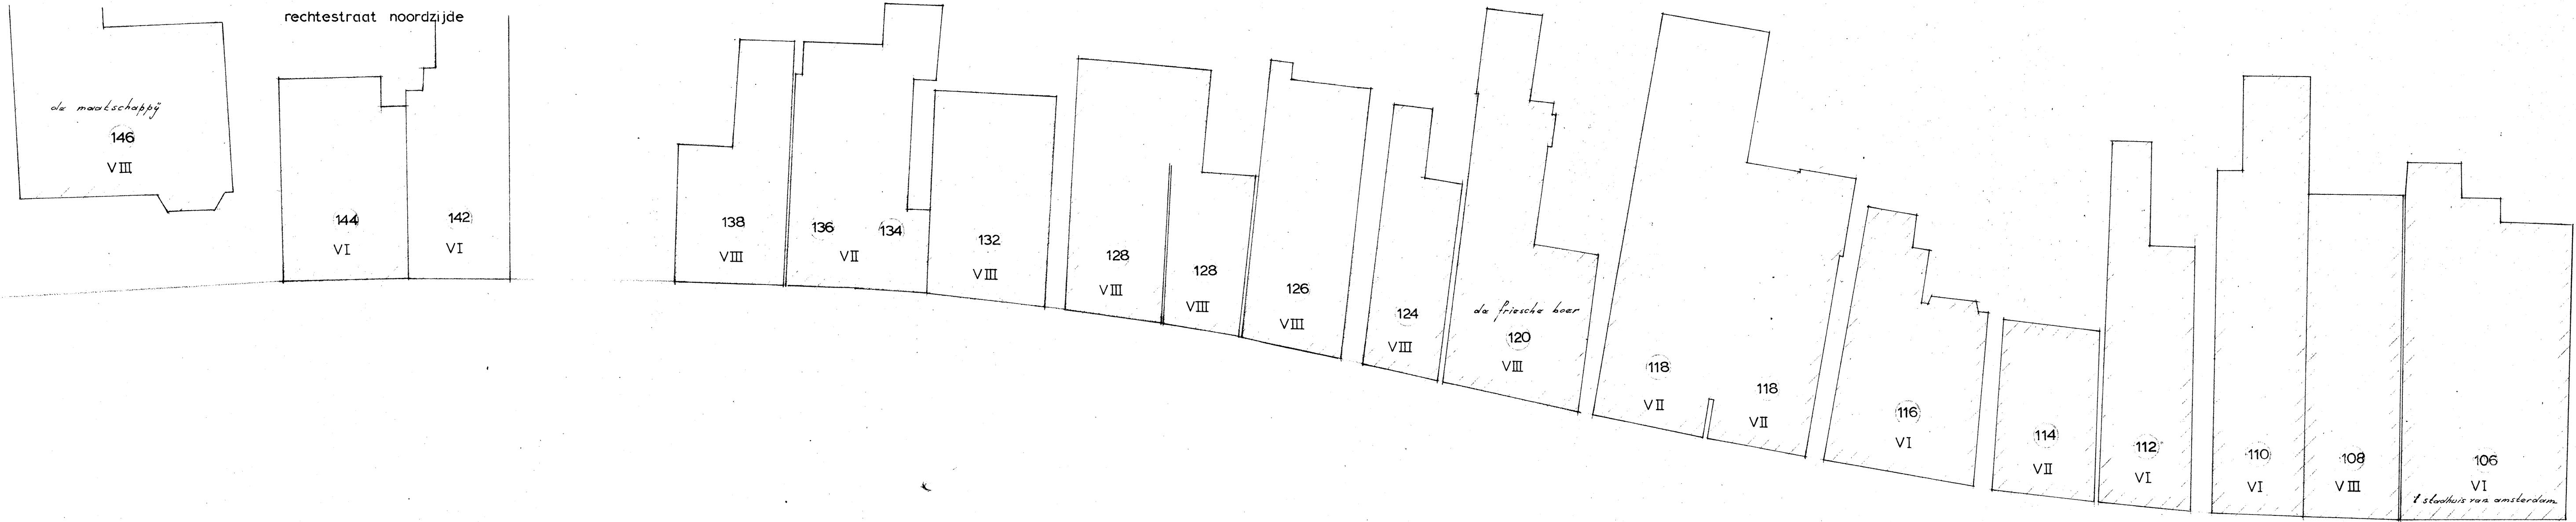 rechtestraat noordzijde
de maatschappij
146
VIII
144
VI
142
VI
138
VIII
136
134
VII
132
VIII
128
VIII
128
VIII
126
VIII
124
VIII
de friesche boer
120
VIII
118
VII
118
VII
116
VI
114
VII
112
VI
110
VI
108
VIII
106
VI
't stadhuis van amsterdam